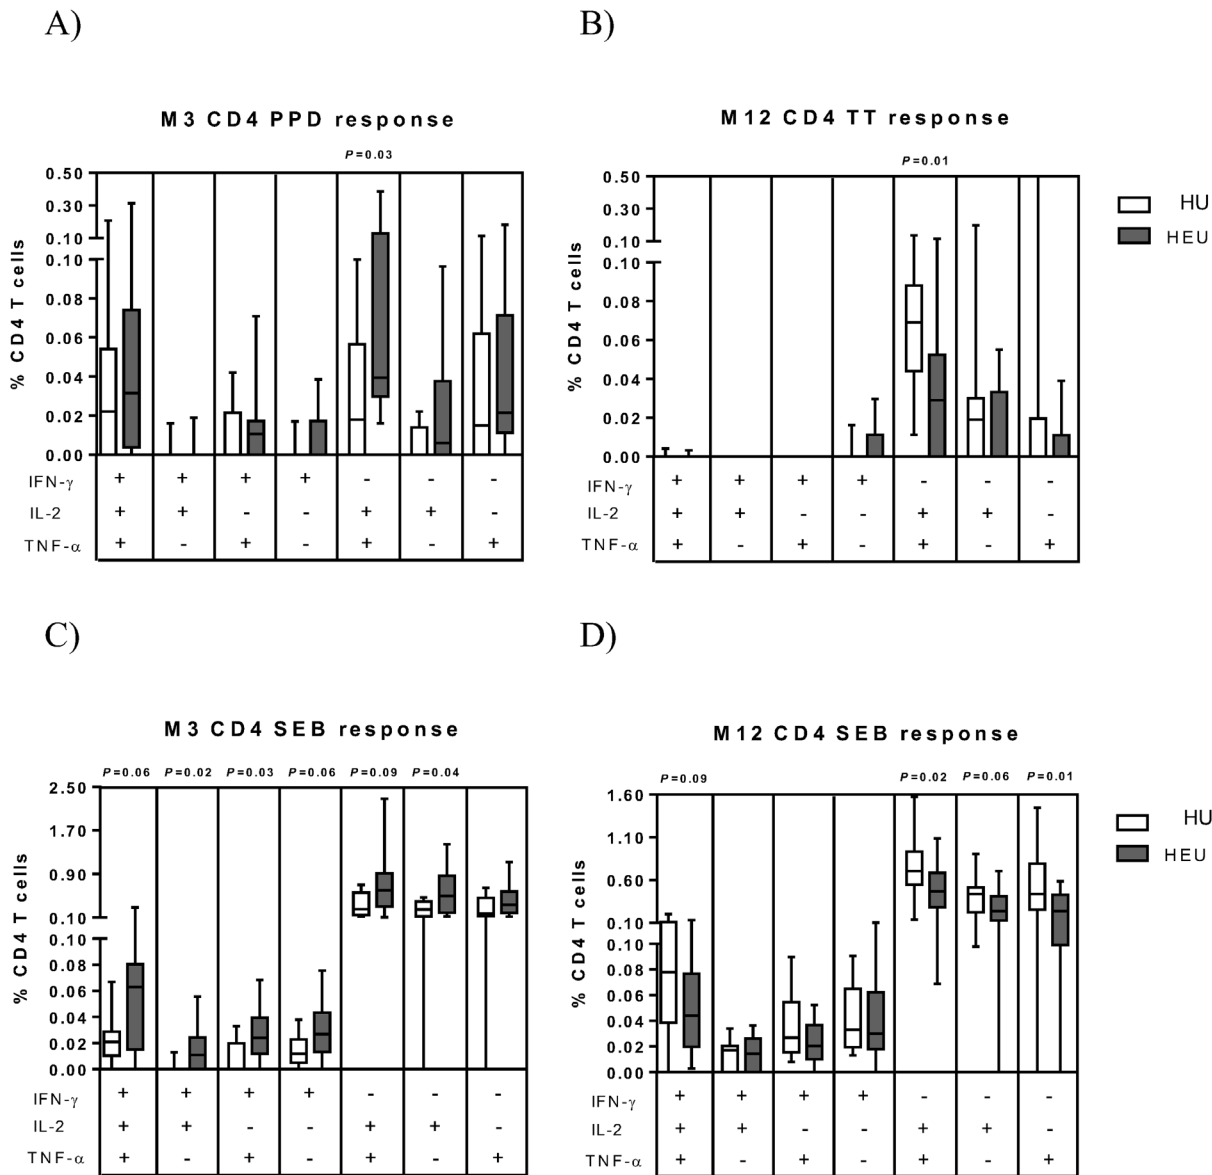 A)
B)
M3 CD4 PPD response
P=0.03
% CD4 T cells
0.50
0.30
0.10
0.10
0.08
0.06
0.04
0.02
0.00
IFN-γ + + + + - - -
IL-2 + + - - + + -
TNF-α + - + - + - +
M12 CD4 TT response
P=0.01
% CD4 T cells
0.50
0.30
0.10
0.10
0.08
0.06
0.04
0.02
0.00
IFN-γ + + + + - - -
IL-2 + + - - + + -
TNF-α + - + - + - +
HU
HEU
C)
D)
M3 CD4 SEB response
P=0.06 P=0.02 P=0.03 P=0.06 P=0.09 P=0.04
% CD4 T cells
2.50
1.70
0.90
0.10
0.10
0.08
0.06
0.04
0.02
0.00
IFN-γ + + + + - - -
IL-2 + + - - + + -
TNF-α + - + - + - +
M12 CD4 SEB response
P=0.09 P=0.02 P=0.06 P=0.01
% CD4 T cells
1.60
1.10
0.60
0.10
0.10
0.08
0.06
0.04
0.02
0.00
IFN-γ + + + + - - -
IL-2 + + - - + + -
TNF-α + - + - + - +
HU
HEU